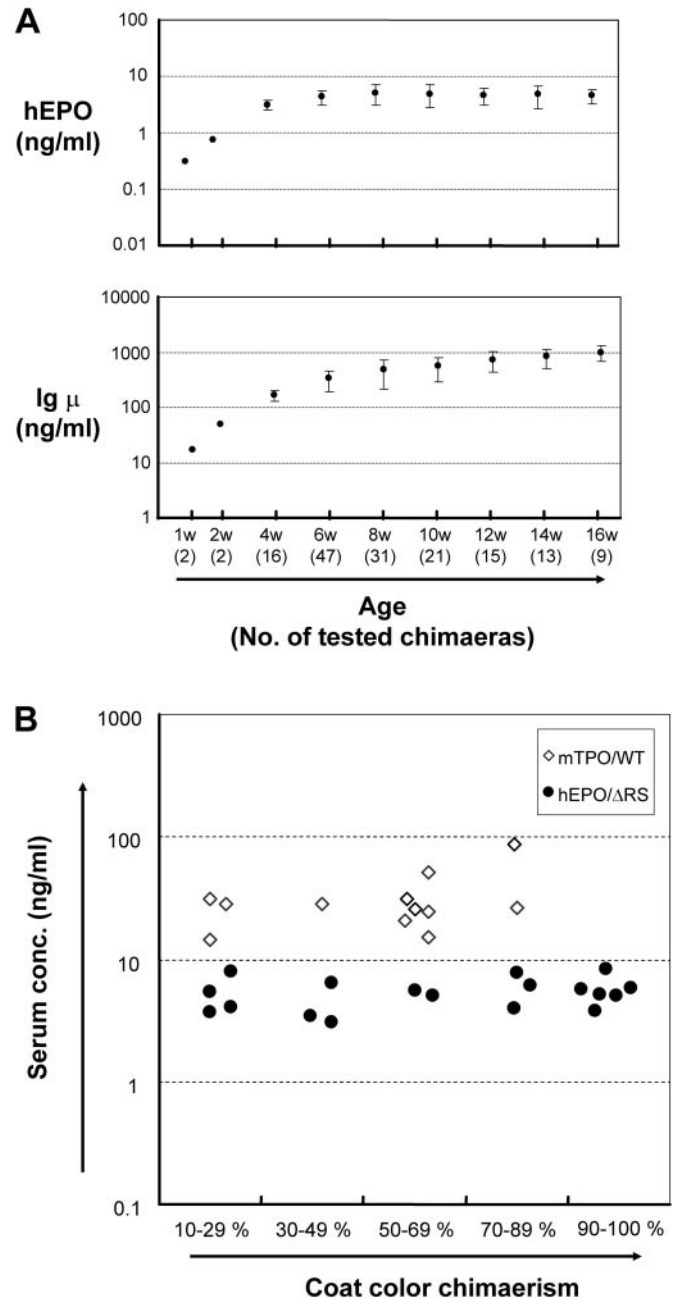 A
hEPO
(ng/ml)
100
10
1
0.1
0.01
Ig μ
(ng/ml)
10000
1000
100
10
1
1w 2w 4w 6w 8w 10w 12w 14w 16w
(2) (2) (16) (47) (31) (21) (15) (13) (9)
Age
(No. of tested chimaeras)
B
Serum conc. (ng/ml)
1000
100
10
1
0.1
mTPO/WT
hEPO/ΔRS
10-29 % 30-49 % 50-69 % 70-89 % 90-100 %
Coat color chimaerism